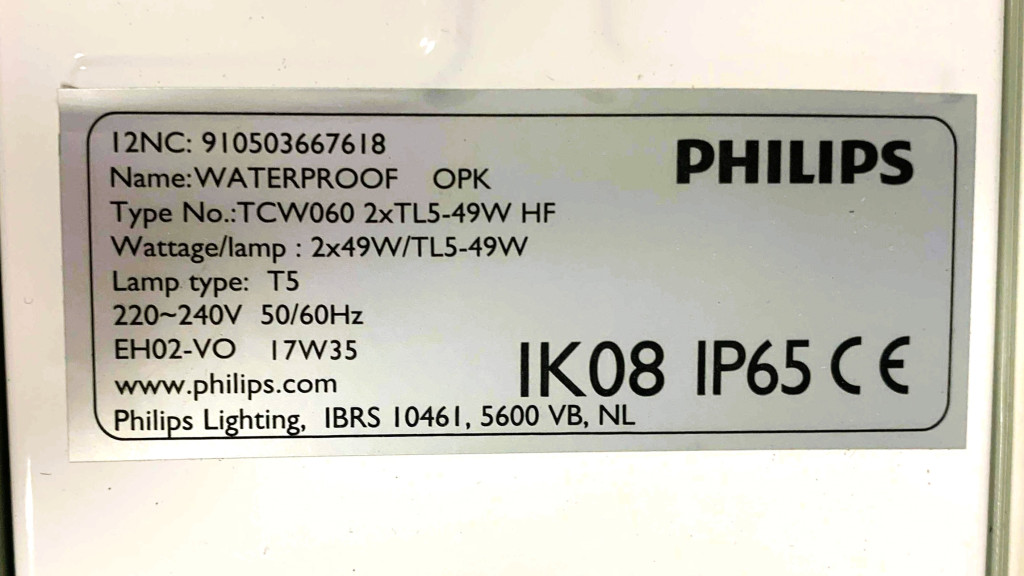 12NC: 910503667618
PHILIPS
Name:WATERPROOF OPK
Type No.:TCW060 2xTL5-49W HF
Wattage/lamp : 2x49W/TL5-49W
Lamp type: T5
220~240V 50/60Hz
EH02-VO 17W35
IK08 IP65 CE
www.philips.com
Philips Lighting, IBRS 10461, 5600 VB, NL